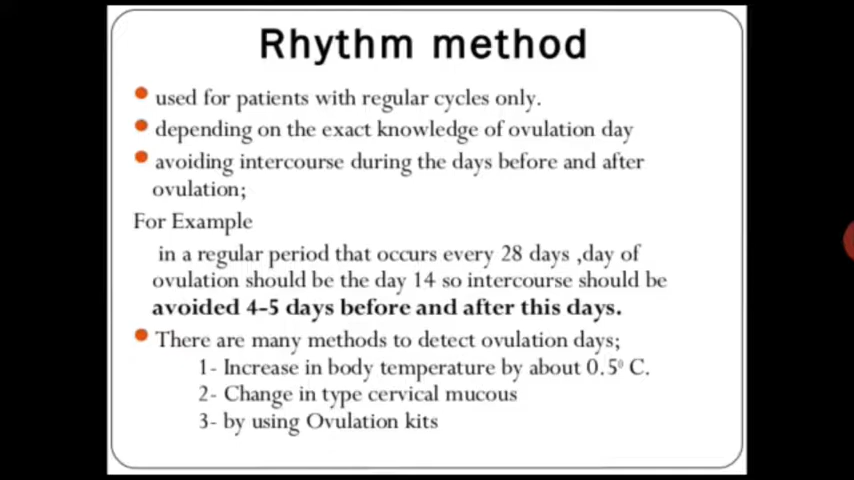 Rhythm method
used for patients with regular cycles only.
depending on the exact knowledge of ovulation day
avoiding intercourse during the days before and after
ovulation;
For Example
in a regular period that occurs every 28 days ,day of
ovulation should be the day 14 so intercourse should be
avoided 4-5 days before and after this days.
There are many methods to detect ovulation days;
1- Increase in body temperature by about 0.5⁰ C.
2- Change in type cervical mucous
3- by using Ovulation kits